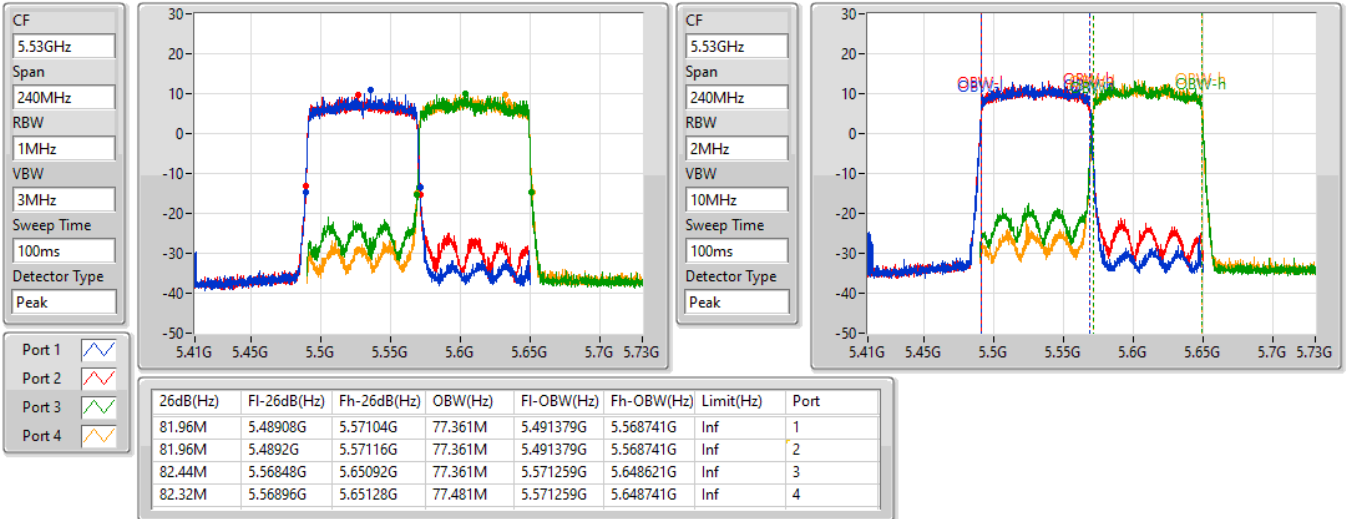 CF
5.53GHz
Span
240MHz
RBW
1MHz
VBW
3MHz
Sweep Time
100ms
Detector Type
Peak
30
20
10
0
-10
-20
-30
-40
-50
5.41G 5.45G 5.5G 5.55G 5.6G 5.65G 5.7G 5.73G
CF
5.53GHz
Span
240MHz
RBW
2MHz
VBW
10MHz
Sweep Time
100ms
Detector Type
Peak
30
20
10
0
-10
-20
-30
-40
-50
OBW-l
OBW-h
OBW-h
5.41G 5.45G 5.5G 5.55G 5.6G 5.65G 5.7G 5.73G
Port 1
Port 2
Port 3
Port 4
26dB(Hz) Fl-26dB(Hz) Fh-26dB(Hz) OBW(Hz) Fl-OBW(Hz) Fh-OBW(Hz) Limit(Hz) Port
81.96M 5.48908G 5.57104G 77.361M 5.491379G 5.568741G Inf 1
81.96M 5.4892G 5.57116G 77.361M 5.491379G 5.568741G Inf 2
82.44M 5.56848G 5.65092G 77.361M 5.571259G 5.648621G Inf 3
82.32M 5.56896G 5.65128G 77.481M 5.571259G 5.648741G Inf 4